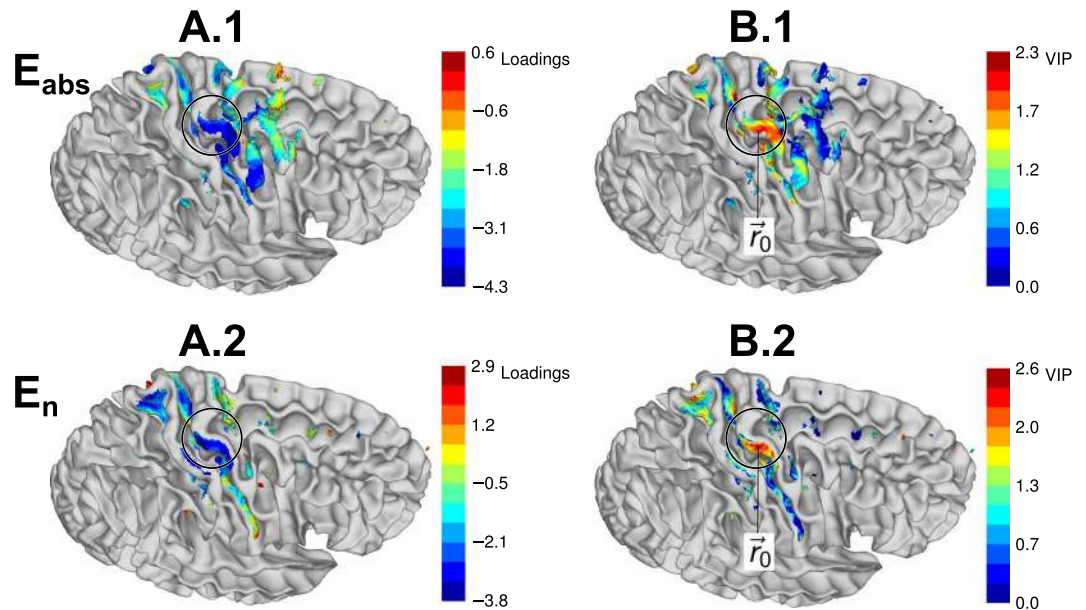 A.1
B.1
E_abs
0.6 Loadings
−0.6
−1.8
−3.1
−4.3
2.3 VIP
1.7
1.2
0.6
0.0
r⃗₀
A.2
B.2
E_n
2.9 Loadings
1.2
−0.5
−2.1
−3.8
2.6 VIP
2.0
1.3
0.7
0.0
r⃗₀